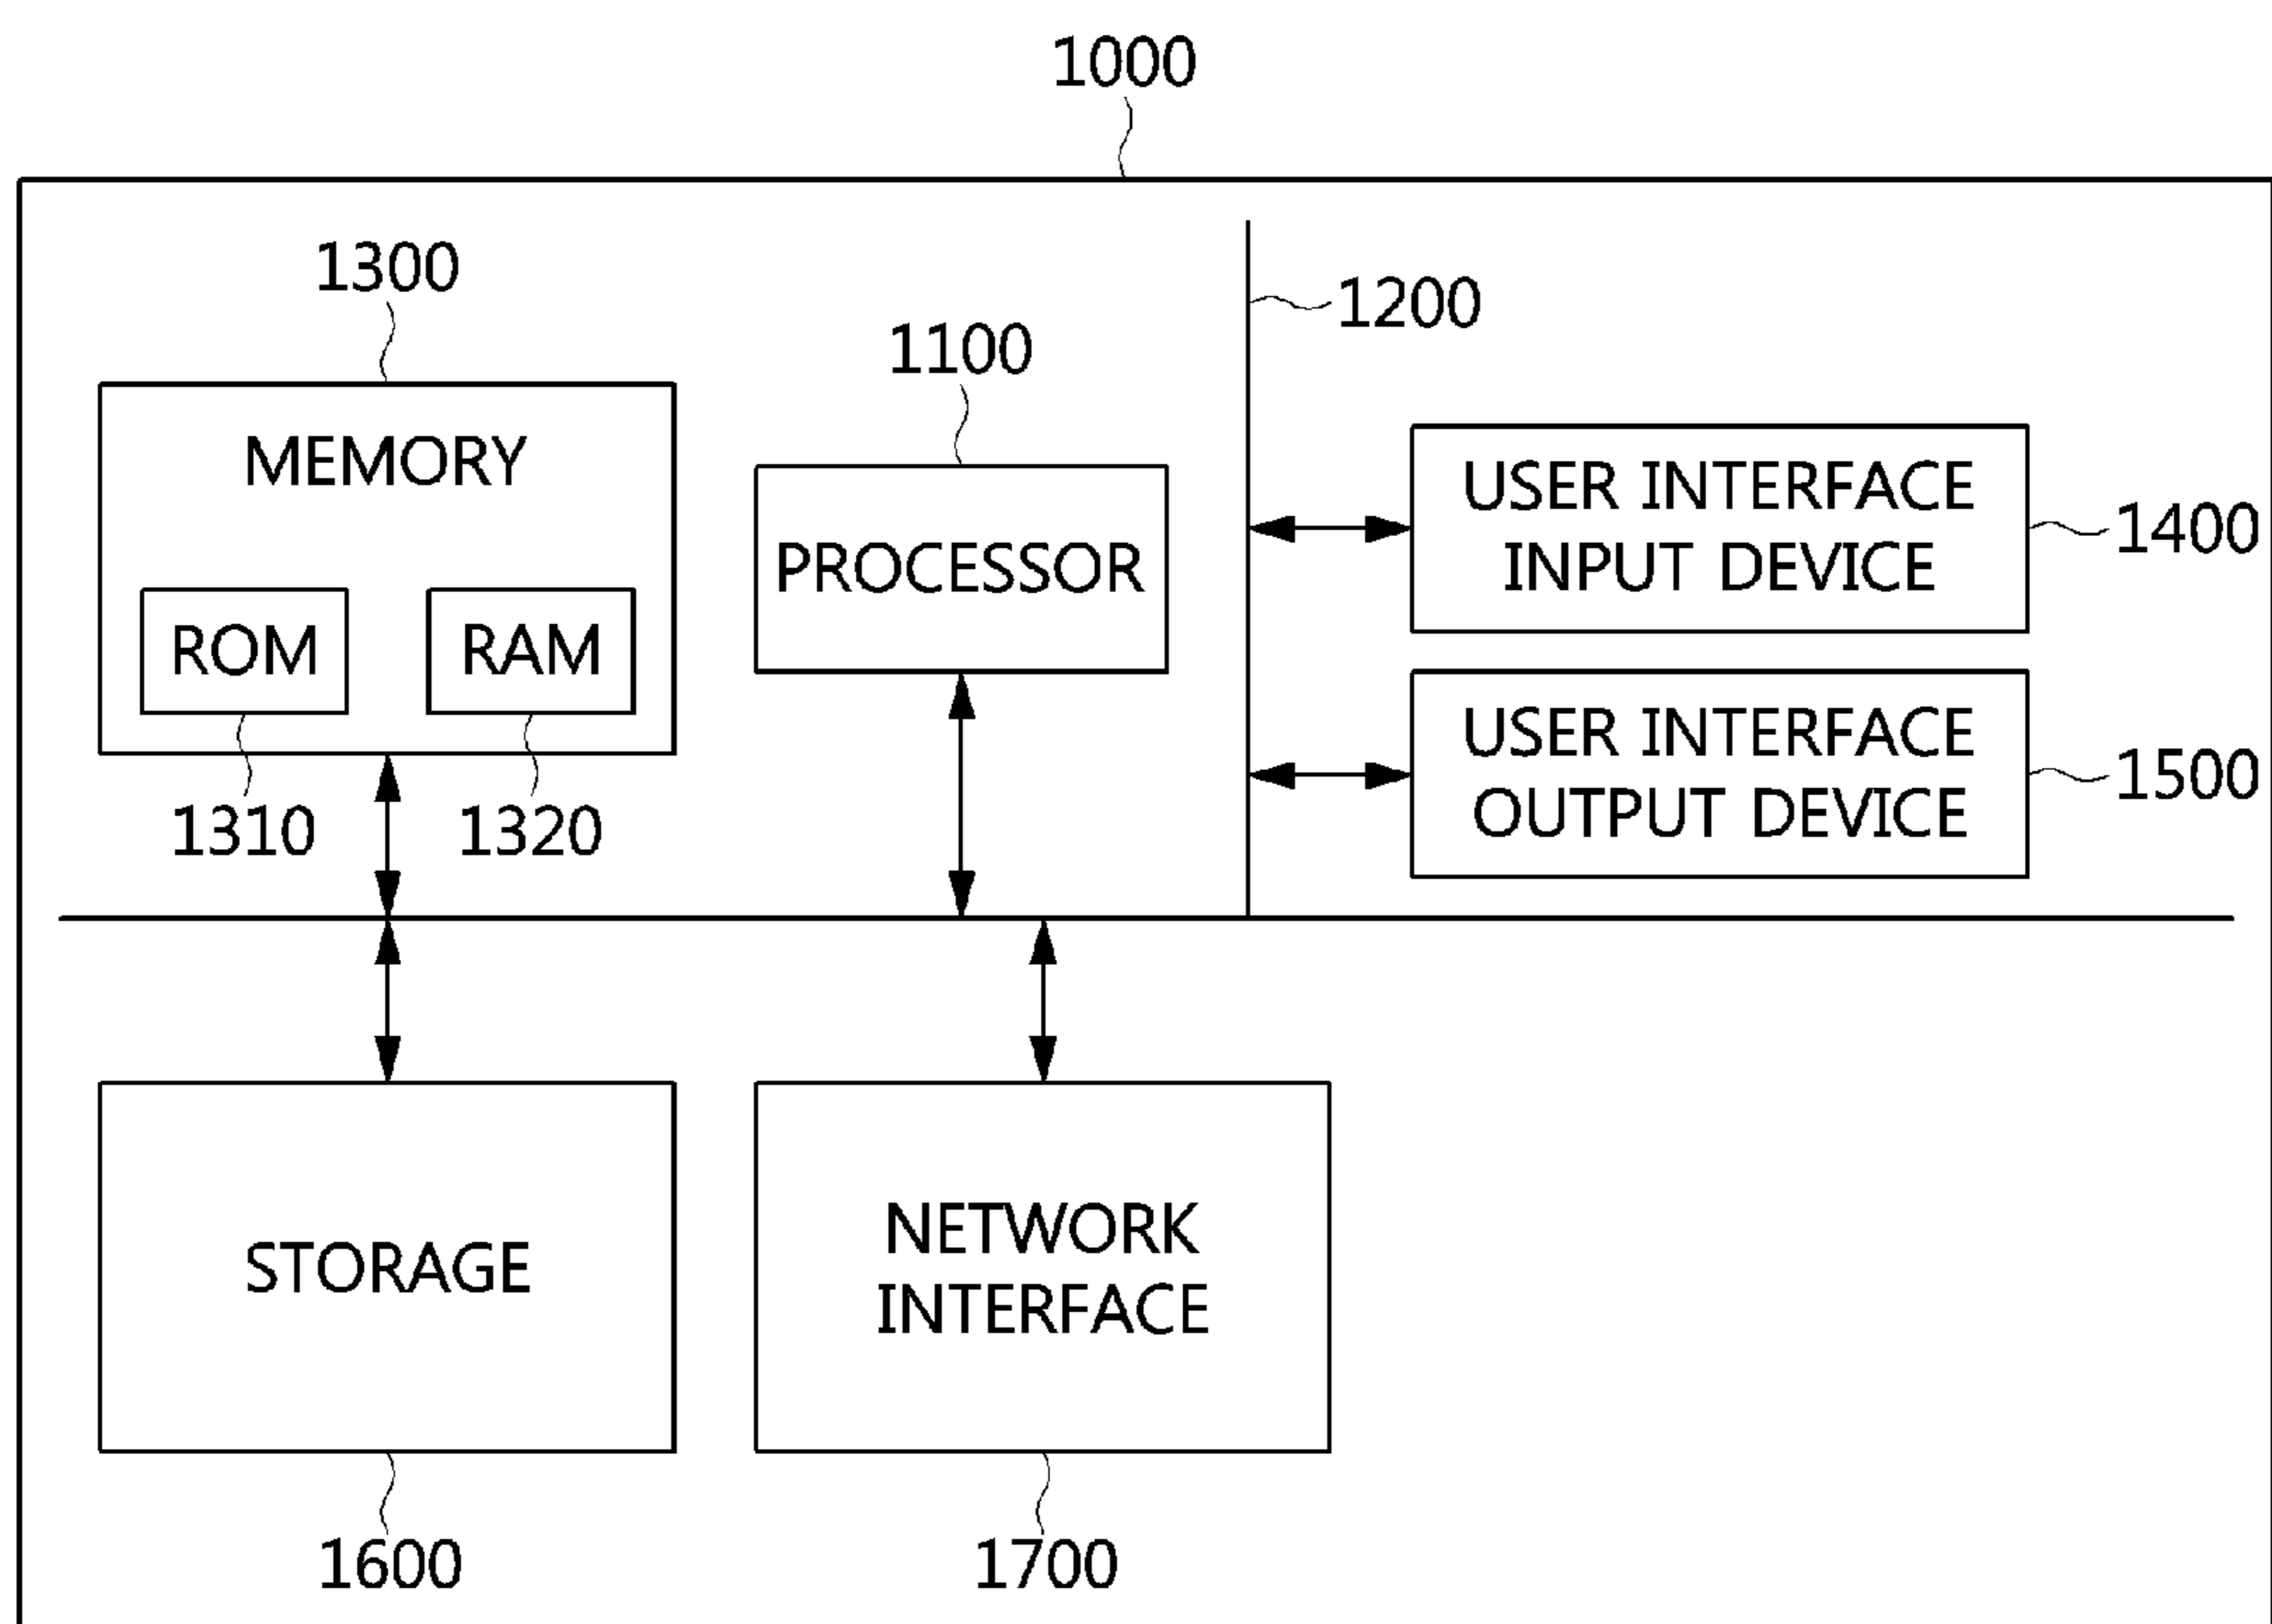 1000
1300
1200
1100
MEMORY
PROCESSOR
ROM
RAM
1310
1320
USER INTERFACE
INPUT DEVICE
1400
USER INTERFACE
OUTPUT DEVICE
1500
STORAGE
NETWORK
INTERFACE
1600
1700